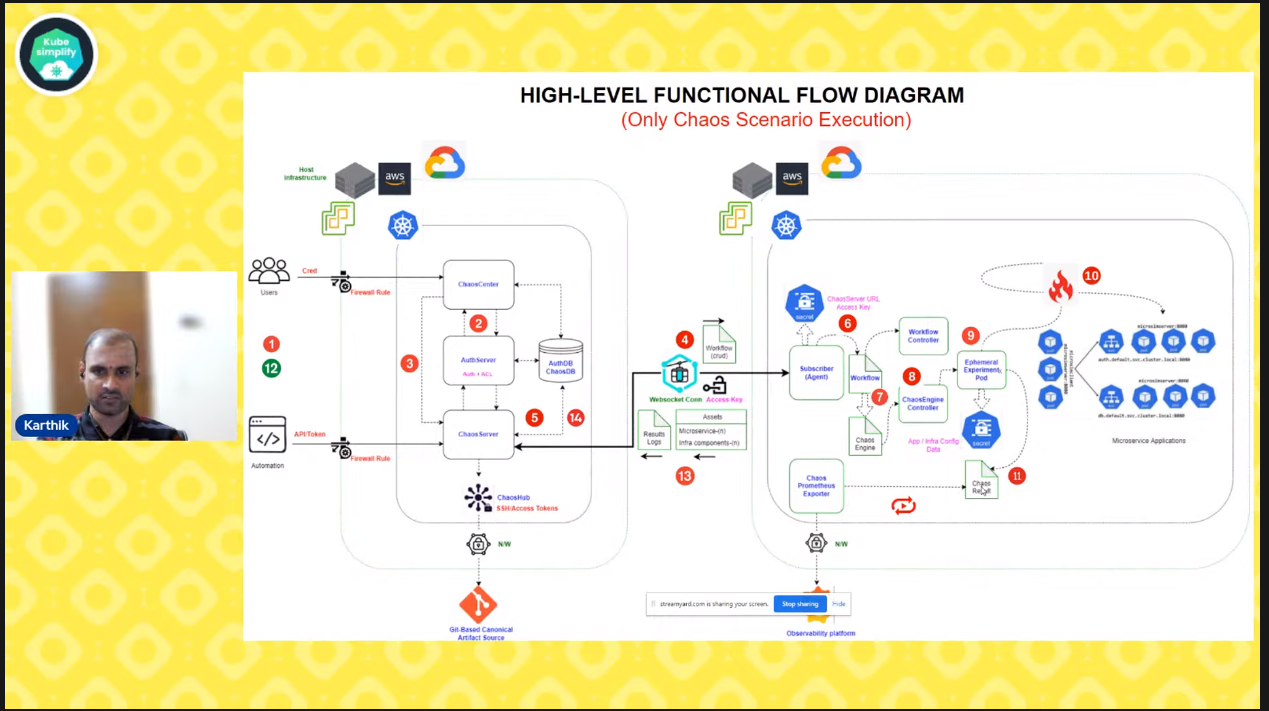 Kube
simplify
HIGH-LEVEL FUNCTIONAL FLOW DIAGRAM
(Only Chaos Scenario Execution)
Host
Infrastructure
aws
aws
Users
Cred
Firewall Rule
ChaosCenter
1
12
2
3
AuthServer
Auth + ACL
AuthDB
ChaosDB
Automation
API/Token
Firewall Rule
ChaosServer
5
14
ChaosHub
SSH/Access Tokens
N/W
Git-Based Canonical
Artifact Source
4
Workflow
(crud)
Websocket Conn
Access Key
Results
Logs
Assets
Microservice-(n)
Infra components-(n)
13
secret
ChaosServer URL
Access Key
6
Subscriber
(Agent)
Workflow
7
Chaos
Engine
Workflow
Controller
8
ChaosEngine
Controller
9
Ephemeral
Experiment
Pod
App / Infra Config
Data
secret
10
11
Chaos
Result
Chaos
Prometheus
Exporter
N/W
Observability platform
microsimserver:8080
auth.default.svc.cluster.local:8080
microsimserver:8080
db.default.svc.cluster.local:8080
Microservice Applications
streamyard.com is sharing your screen.
Stop sharing
Hide
Karthik